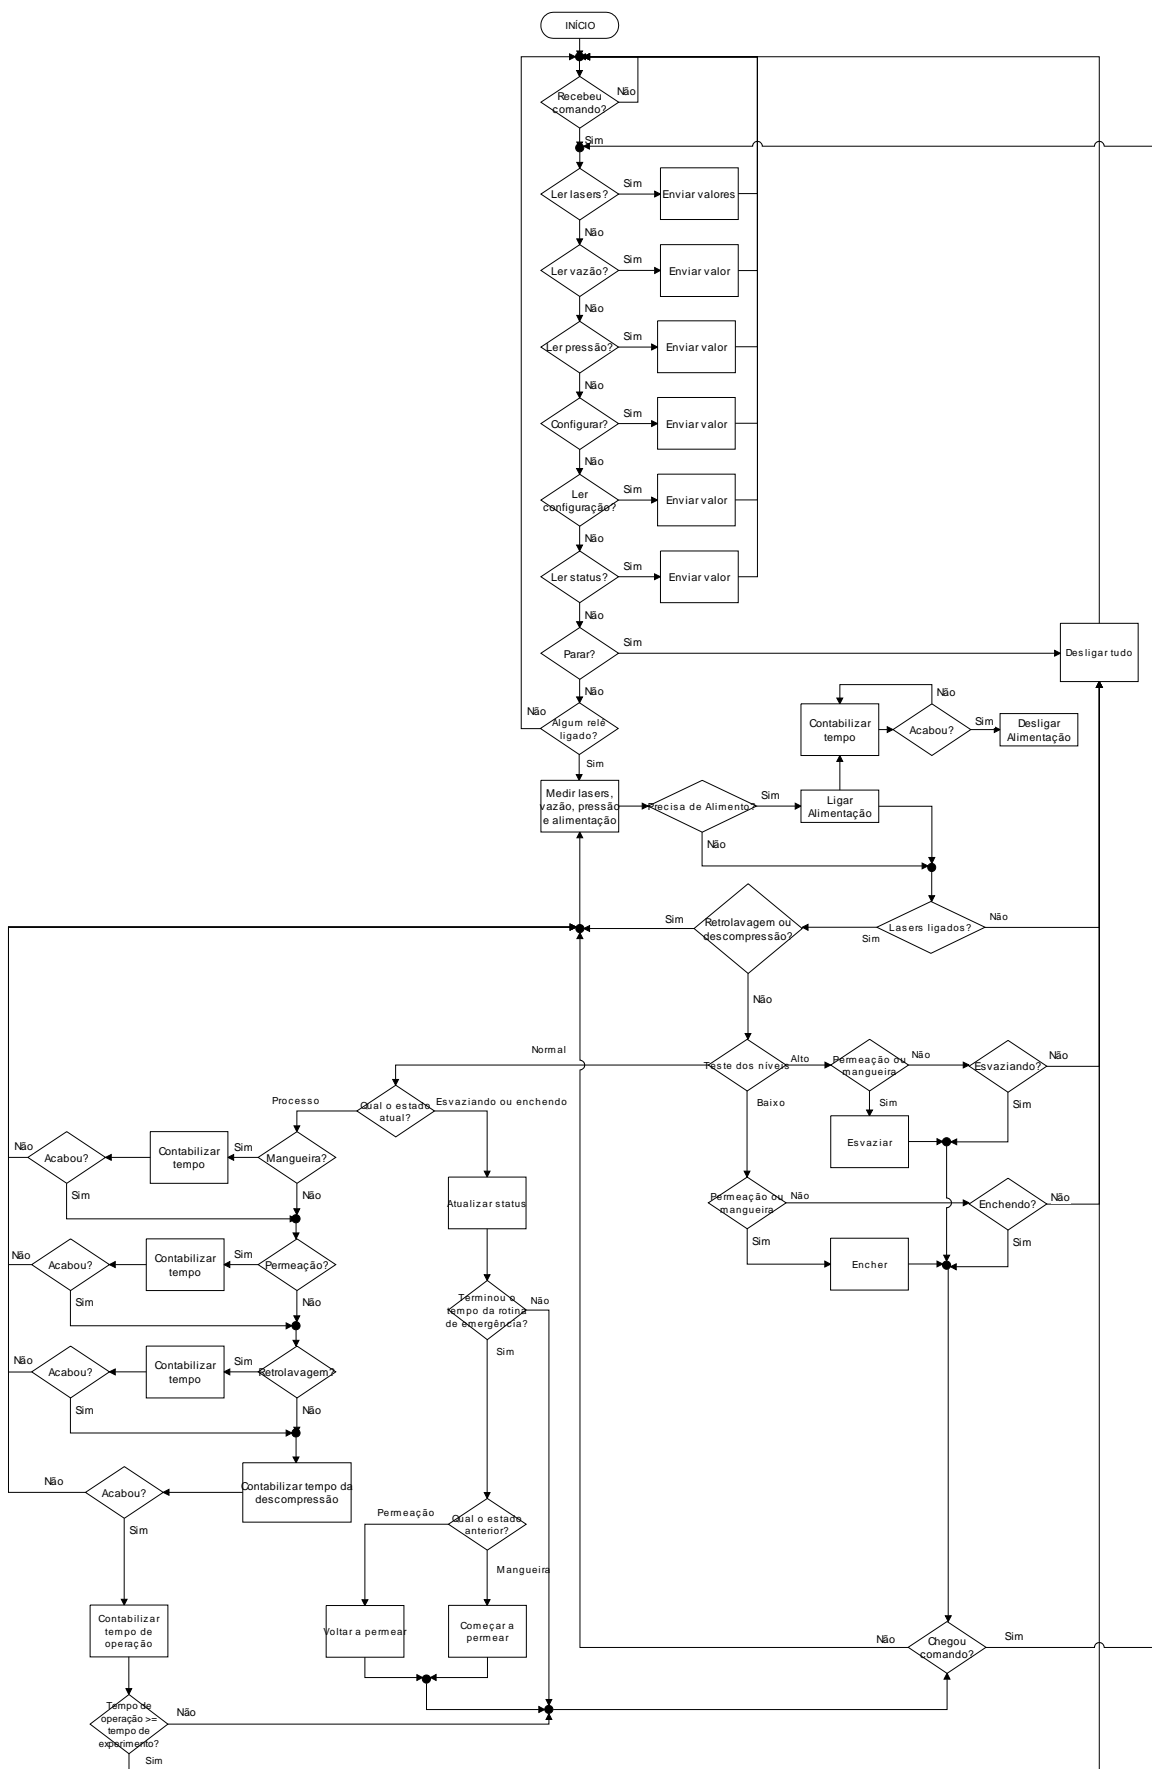 INÍCIO
Recebeu
comando?
Não
Sim
Ler lasers?
Sim
Enviar valores
Não
Ler vazão?
Sim
Enviar valor
Não
Ler pressão?
Sim
Enviar valor
Não
Configurar?
Sim
Enviar valor
Não
Ler
configuração?
Sim
Enviar valor
Não
Ler status?
Sim
Enviar valor
Não
Parar?
Sim
Desligar tudo
Não
Algum relé
ligado?
Não
Sim
Medir lasers,
vazão, pressão
e alimentação
Precisa de Alimento?
Sim
Não
Ligar
Alimentação
Contabilizar
tempo
Acabou?
Não
Sim
Desligar
Alimentação
Lasers ligados?
Não
Sim
Retrolavagem ou
descompressão?
Sim
Não
Teste dos níveis
Normal
Alto
Baixo
Permeação ou
mangueira
Não
Sim
Esvaziando?
Não
Sim
Esvaziar
Permeação ou
mangueira
Não
Sim
Enchendo?
Não
Sim
Encher
Qual o estado
atual?
Processo
Esvaziando ou enchendo
Mangueira?
Sim
Não
Contabilizar
tempo
Acabou?
Não
Sim
Permeação?
Sim
Não
Contabilizar
tempo
Acabou?
Não
Sim
Retrolavagem?
Sim
Não
Contabilizar
tempo
Acabou?
Não
Sim
Contabilizar tempo da
descompressão
Acabou?
Não
Sim
Contabilizar
tempo de
operação
Tempo de
operação >=
tempo de
experimento?
Não
Sim
Atualizar status
Terminou o
tempo da rotina
de emergência?
Não
Sim
Qual o estado
anterior?
Permeação
Mangueira
Voltar a permear
Começar a
permear
Chegou
comando?
Não
Sim